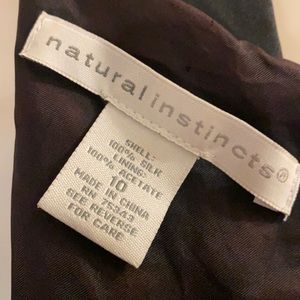 naturalinstincts®
SHELL:
100% SILK
LINING:
100% ACETATE
10
MADE IN CHINA
RN 75343
SEE REVERSE
FOR CARE